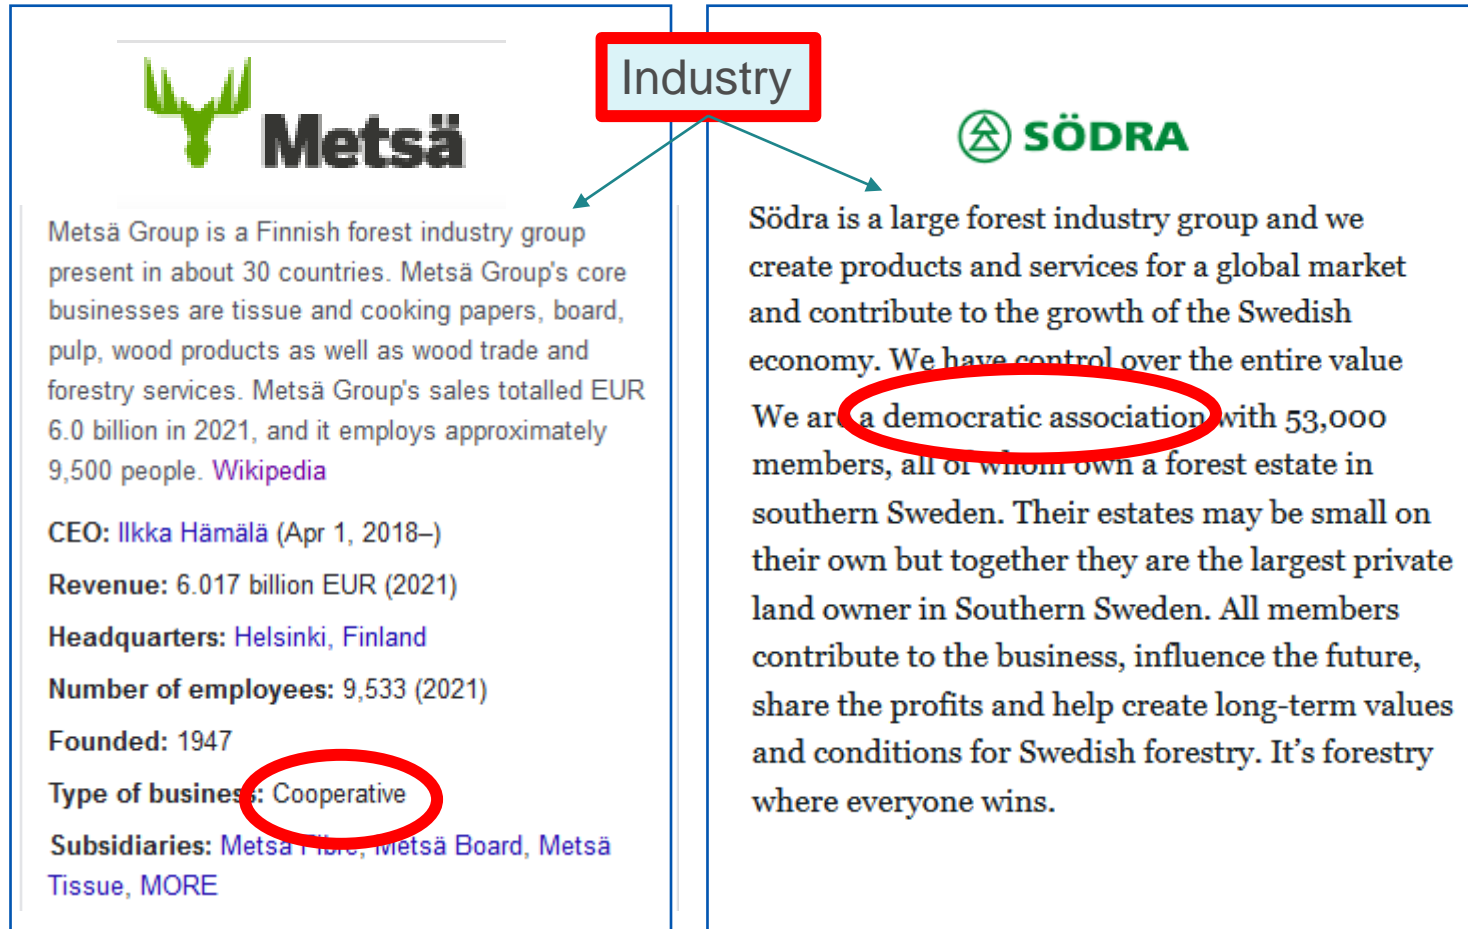 Industry
Metsä
Metsä Group is a Finnish forest industry group
present in about 30 countries. Metsä Group's core
businesses are tissue and cooking papers, board,
pulp, wood products as well as wood trade and
forestry services. Metsä Group's sales totalled EUR
6.0 billion in 2021, and it employs approximately
9,500 people. Wikipedia
CEO: Ilkka Hämälä (Apr 1, 2018–)
Revenue: 6.017 billion EUR (2021)
Headquarters: Helsinki, Finland
Number of employees: 9,533 (2021)
Founded: 1947
Type of business: Cooperative
Subsidiaries: Metsä Fibre, Metsä Board, Metsä
Tissue, MORE
SÖDRA
Södra is a large forest industry group and we
create products and services for a global market
and contribute to the growth of the Swedish
economy. We have control over the entire value
We are a democratic association with 53,000
members, all of whom own a forest estate in
southern Sweden. Their estates may be small on
their own but together they are the largest private
land owner in Southern Sweden. All members
contribute to the business, influence the future,
share the profits and help create long-term values
and conditions for Swedish forestry. It's forestry
where everyone wins.